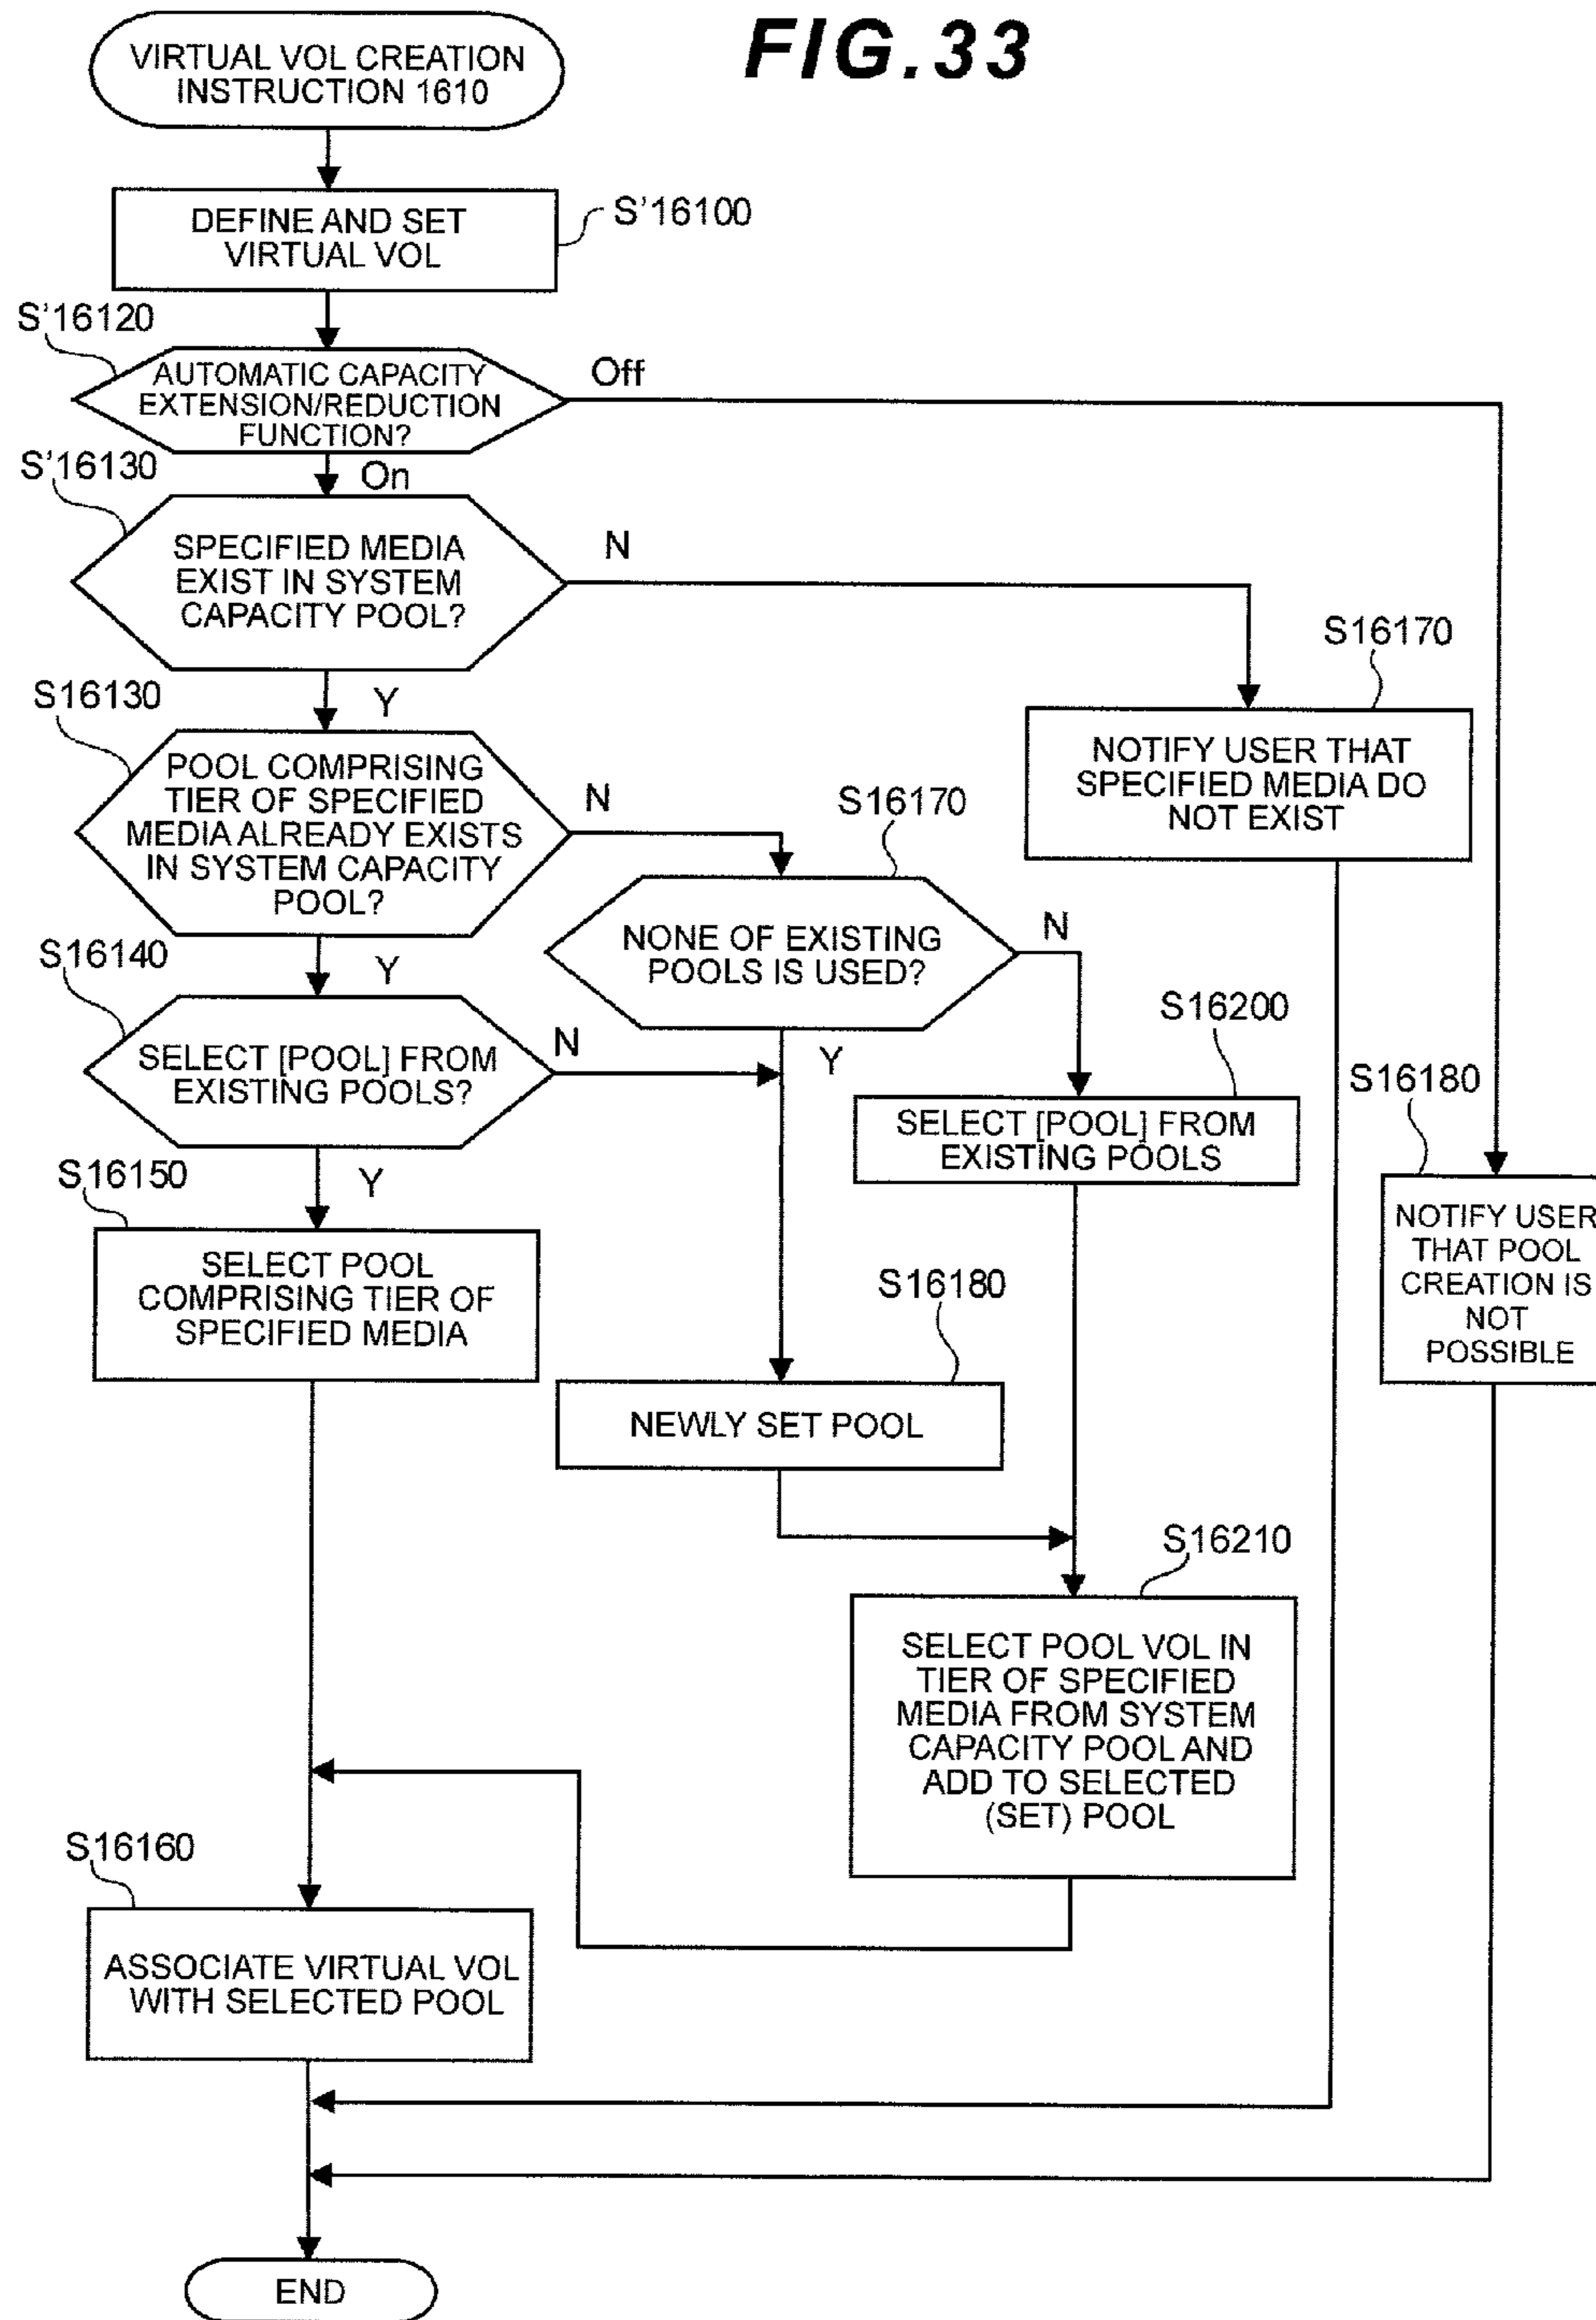 FIG.33
VIRTUAL VOL CREATION
INSTRUCTION 1610
DEFINE AND SET
VIRTUAL VOL
S'16100
S'16120
AUTOMATIC CAPACITY
EXTENSION/REDUCTION
FUNCTION?
Off
On
S'16130
SPECIFIED MEDIA
EXIST IN SYSTEM
CAPACITY POOL?
N
Y
S16170
NOTIFY USER THAT
SPECIFIED MEDIA DO
NOT EXIST
S16130
POOL COMPRISING
TIER OF SPECIFIED
MEDIA ALREADY EXISTS
IN SYSTEM CAPACITY
POOL?
N
Y
S16170
NONE OF EXISTING
POOLS IS USED?
N
Y
S16140
SELECT [POOL] FROM
EXISTING POOLS?
N
Y
S16200
SELECT [POOL] FROM
EXISTING POOLS
S16180
NOTIFY USER
THAT POOL
CREATION IS
NOT
POSSIBLE
S16150
SELECT POOL
COMPRISING TIER OF
SPECIFIED MEDIA
S16180
NEWLY SET POOL
S16210
SELECT POOL VOL IN
TIER OF SPECIFIED
MEDIA FROM SYSTEM
CAPACITY POOL AND
ADD TO SELECTED
(SET) POOL
S16160
ASSOCIATE VIRTUAL VOL
WITH SELECTED POOL
END